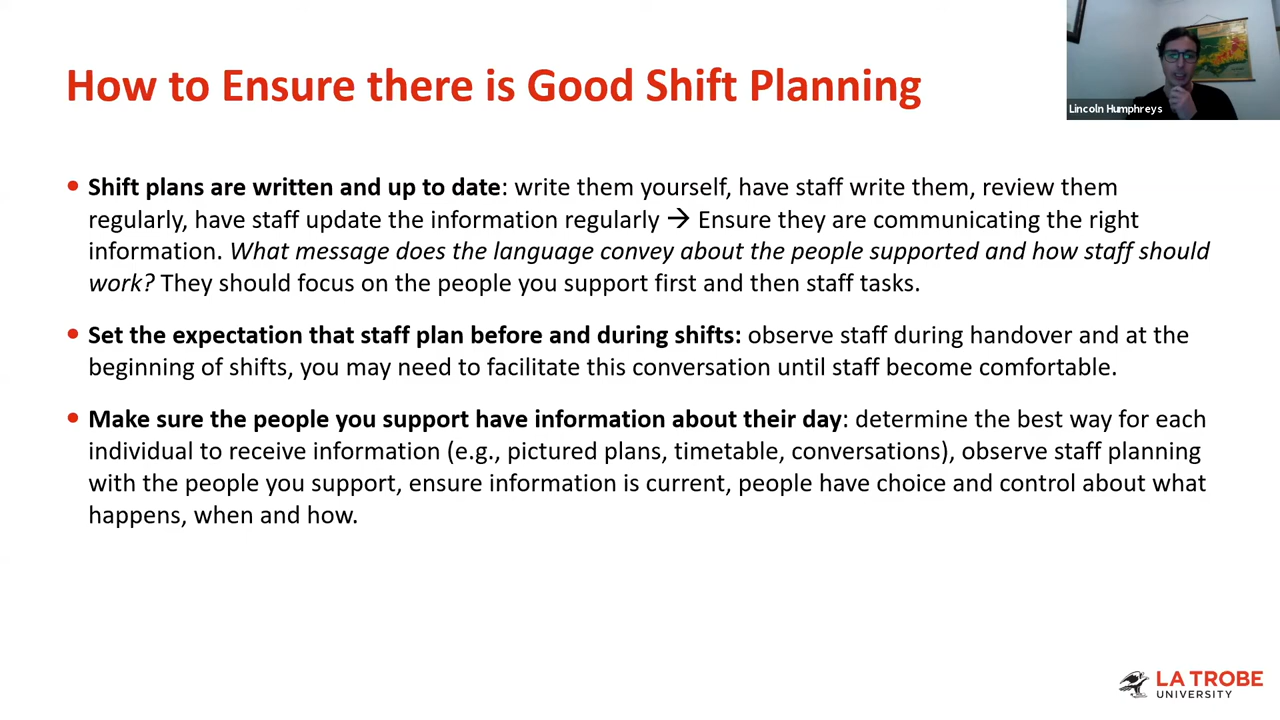 How to Ensure there is Good Shift Planning
Lincoln Humphreys
• Shift plans are written and up to date: write them yourself, have staff write them, review them
regularly, have staff update the information regularly → Ensure they are communicating the right
information. What message does the language convey about the people supported and how staff should
work? They should focus on the people you support first and then staff tasks.
• Set the expectation that staff plan before and during shifts: observe staff during handover and at the
beginning of shifts, you may need to facilitate this conversation until staff become comfortable.
• Make sure the people you support have information about their day: determine the best way for each
individual to receive information (e.g., pictured plans, timetable, conversations), observe staff planning
with the people you support, ensure information is current, people have choice and control about what
happens, when and how.
LA TROBE
UNIVERSITY